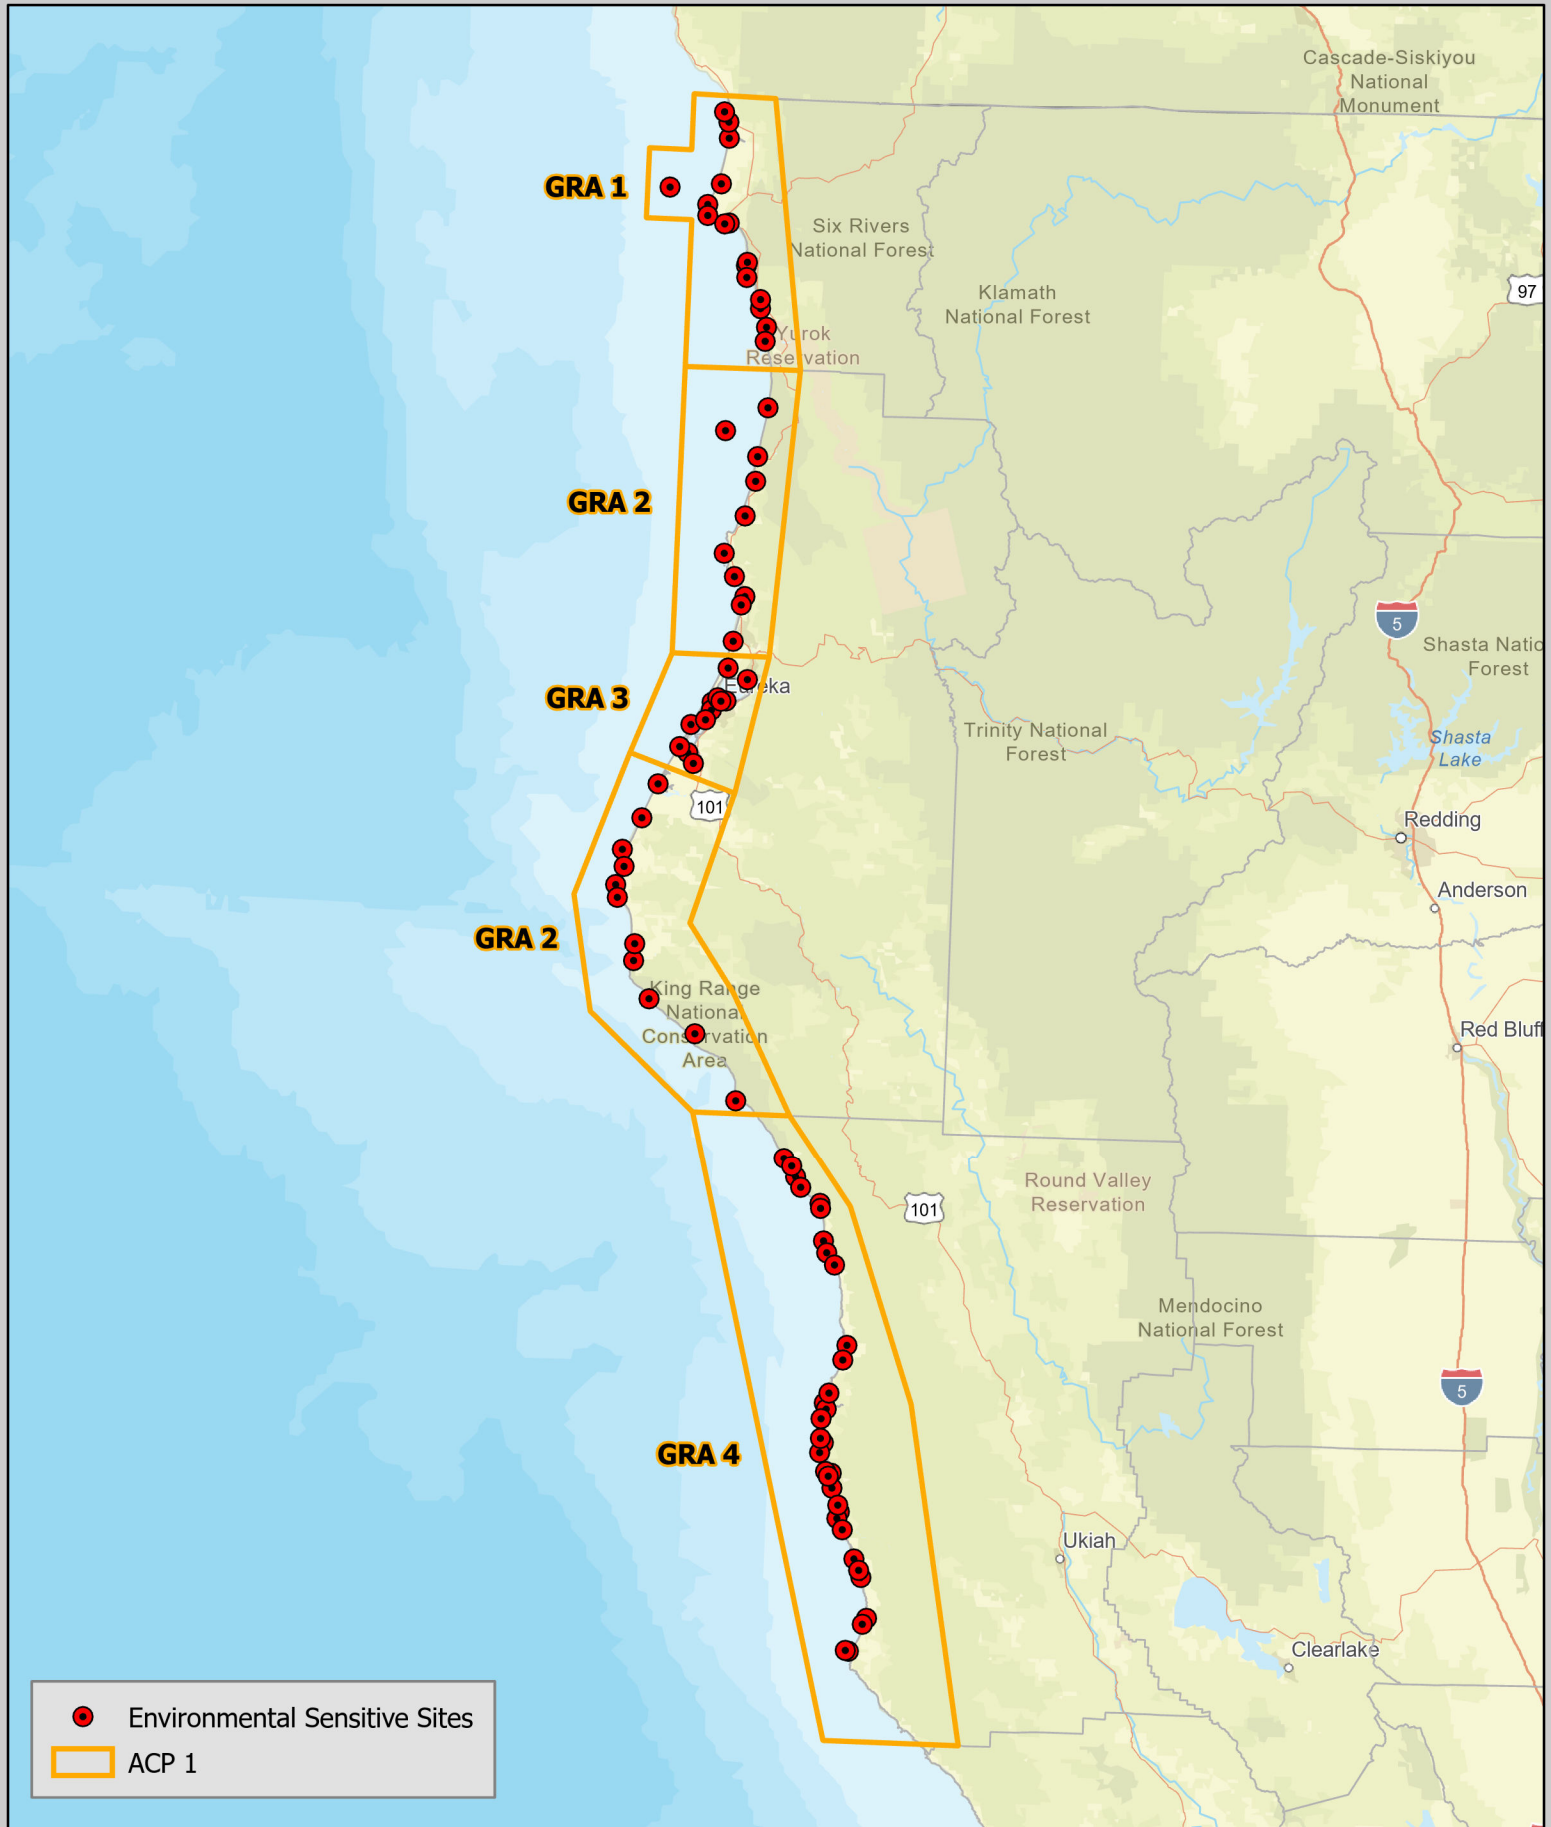 Cascade-Siskiyou
National
Monument
GRA 1
Six Rivers
National Forest
Klamath
National Forest
97
Yurok
Reservation
GRA 2
5
Shasta Natio
Forest
Eureka
GRA 3
Trinity National
Forest
Shasta
Lake
101
Redding
Anderson
GRA 2
King Range
National
Conservation
Area
Red Bluff
Round Valley
Reservation
101
Mendocino
National Forest
5
GRA 4
Ukiah
Clearlake
Environmental Sensitive Sites
ACP 1